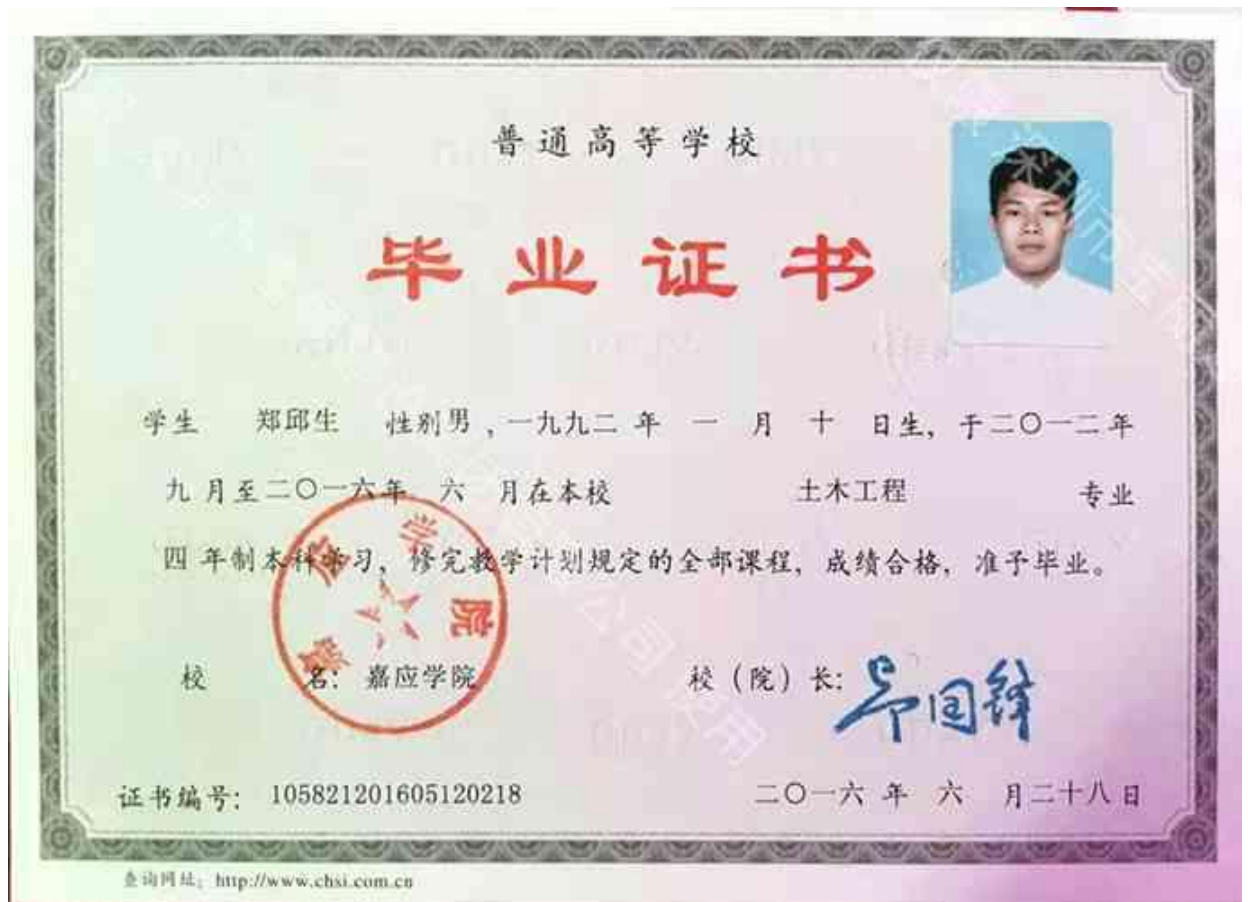 普通高等学校
毕业证书
学生 郑邱生 性别男，一九九二年 一 月 十 日生，于二〇一二年
九月至二〇一六年 六 月在本校 土木工程 专业
四年制本科学习，修完教学计划规定的全部课程，成绩合格，准予毕业。
校 名：嘉应学院 校（院）长：
证书编号：105821201605120218 二〇一六年 六 月二十八日
查询网址：http://www.chsi.com.cn